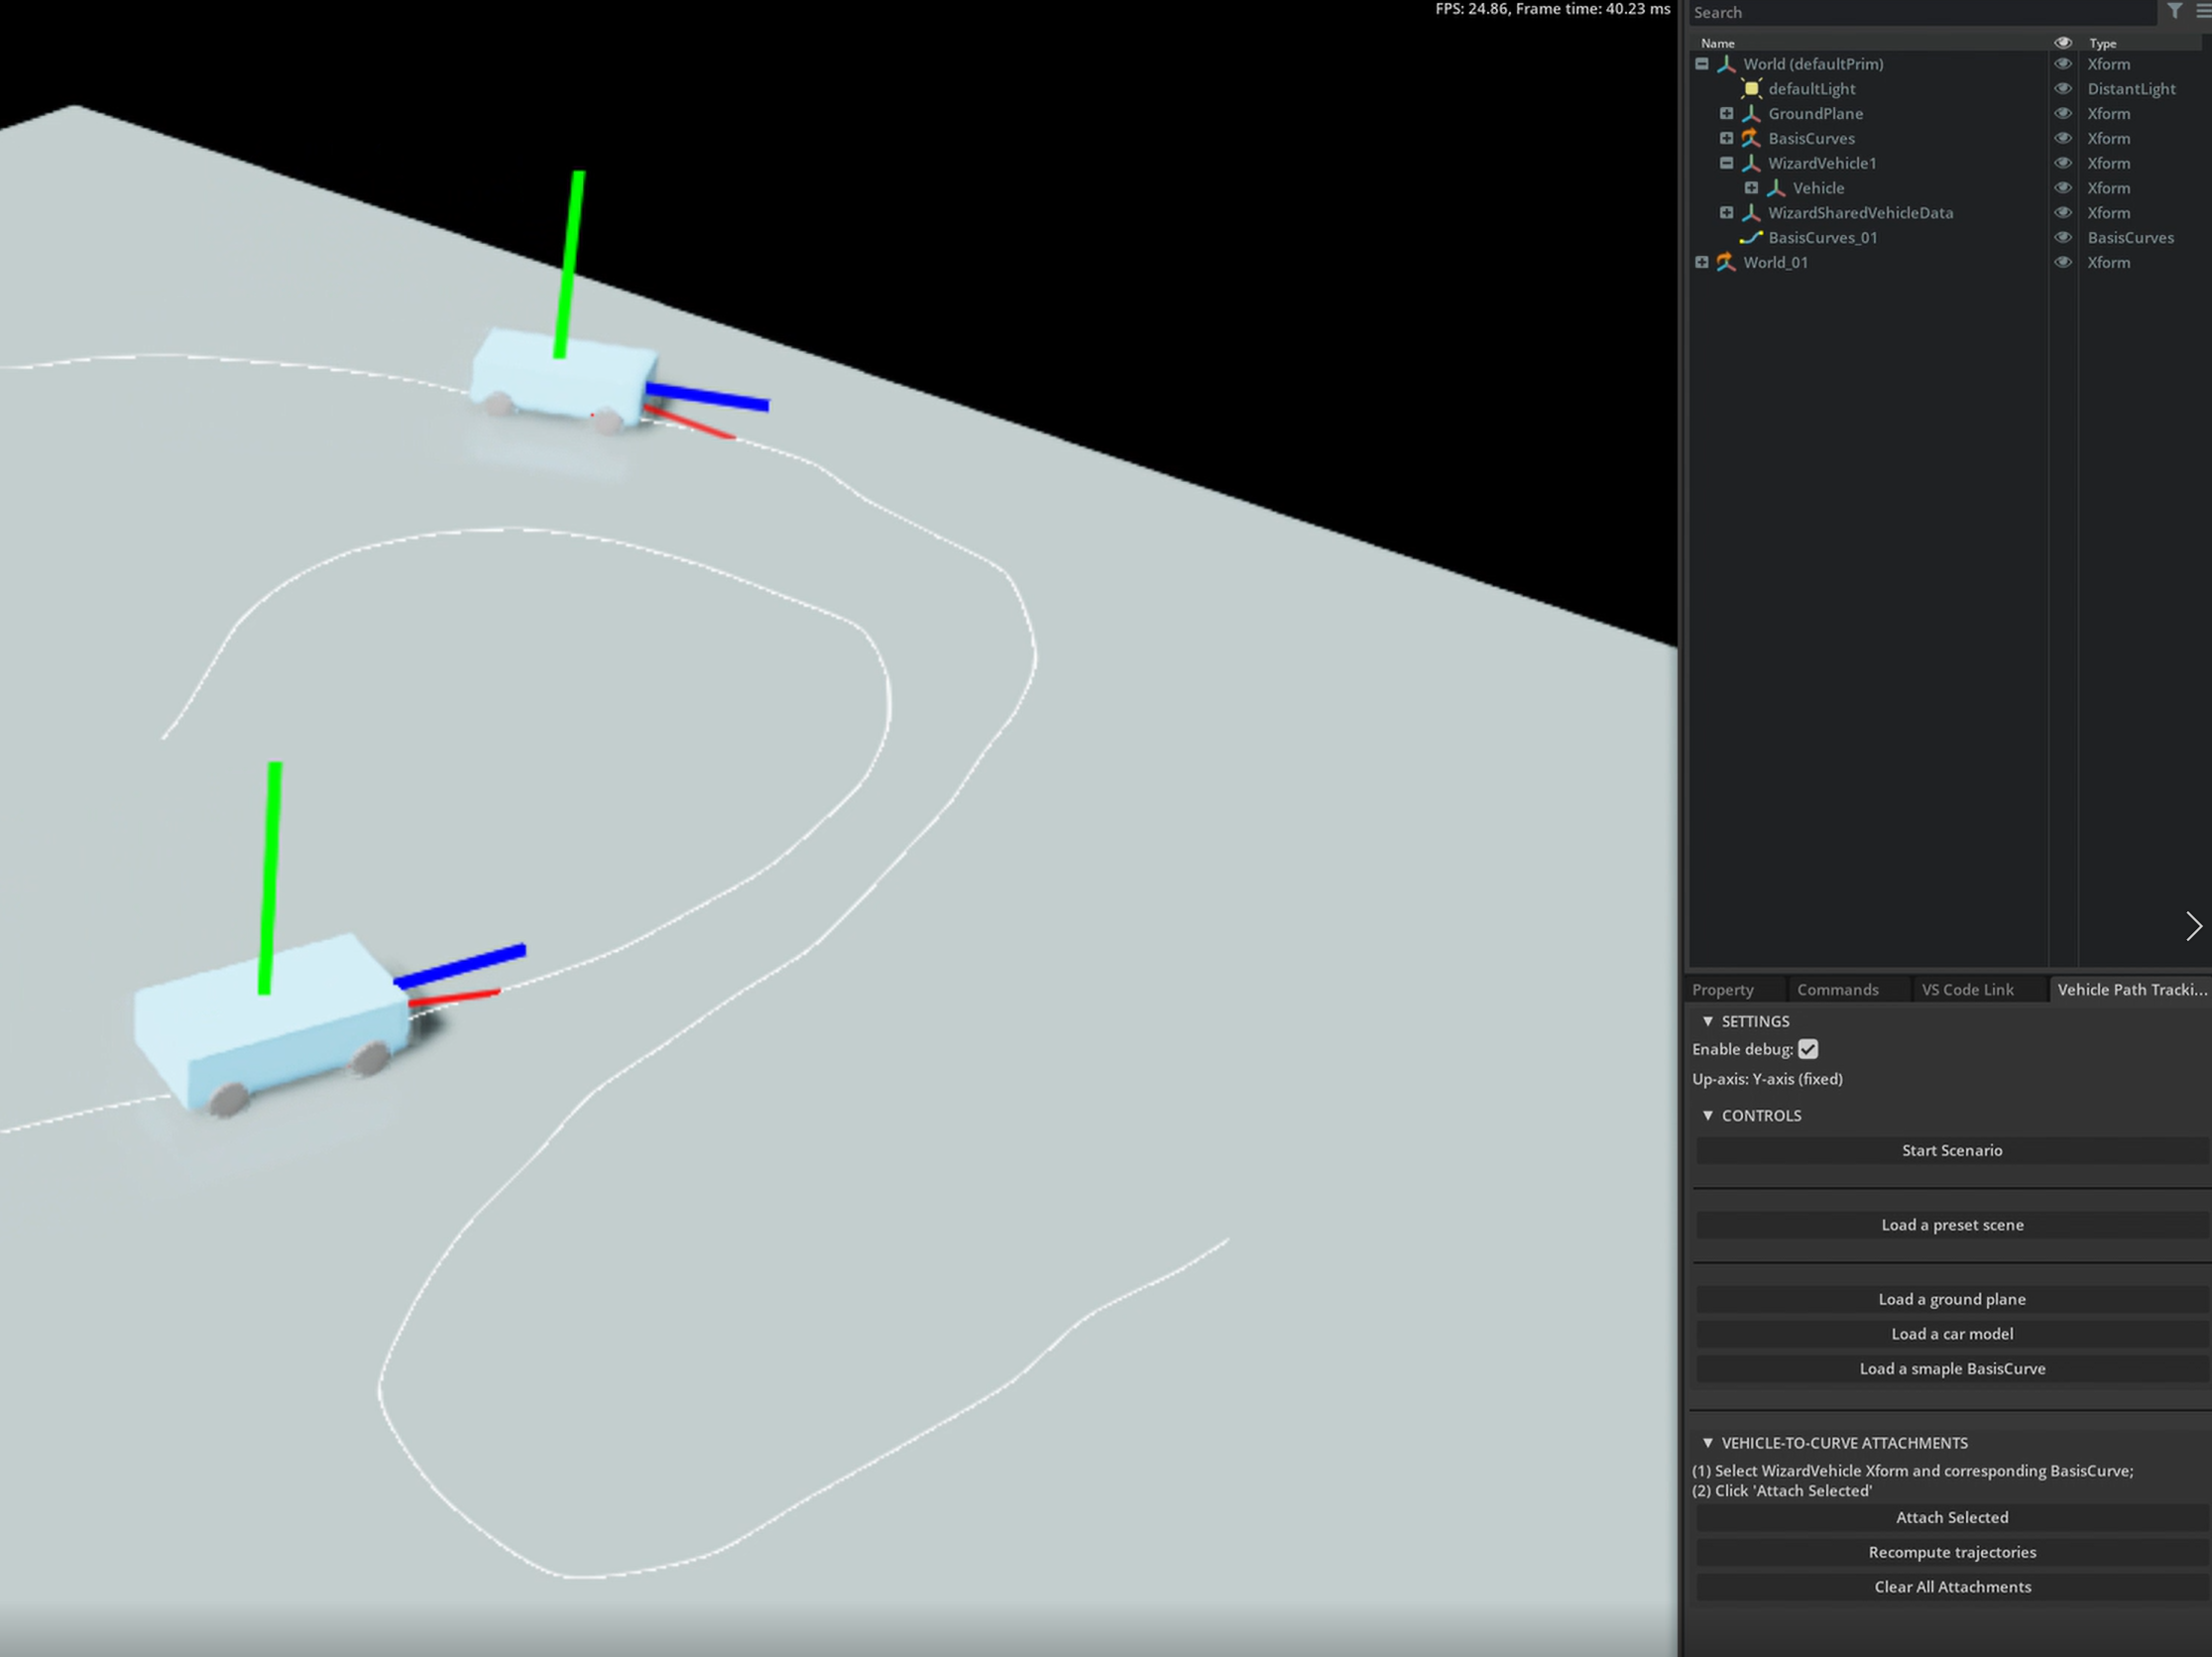 FPS: 24.86, Frame time: 40.23 ms
Search
Name Type
World (defaultPrim) Xform
defaultLight DistantLight
GroundPlane Xform
BasisCurves Xform
WizardVehicle1 Xform
Vehicle Xform
WizardSharedVehicleData Xform
BasisCurves_01 BasisCurves
World_01 Xform
Property Commands VS Code Link Vehicle Path Tracki...
SETTINGS
Enable debug:
Up-axis: Y-axis (fixed)
CONTROLS
Start Scenario
Load a preset scene
Load a ground plane
Load a car model
Load a smaple BasisCurve
VEHICLE-TO-CURVE ATTACHMENTS
(1) Select WizardVehicle Xform and corresponding BasisCurve;
(2) Click 'Attach Selected'
Attach Selected
Recompute trajectories
Clear All Attachments